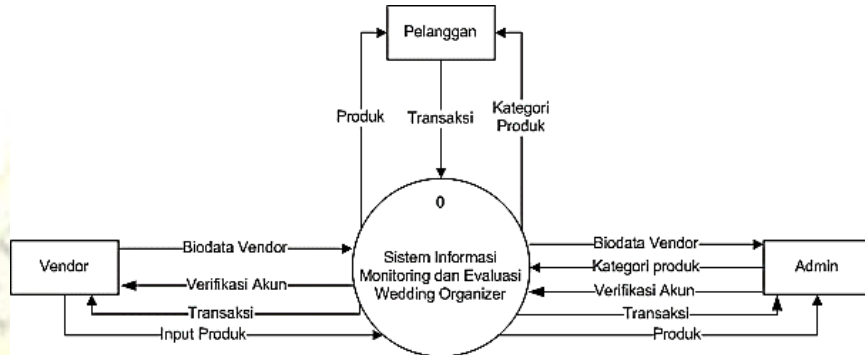 Pelanggan
Produk
Transaksi
Kategori
Produk
0
Sistem Informasi
Monitoring dan Evaluasi
Wedding Organizer
Vendor
Biodata Vendor
Verifikasi Akun
Transaksi
Input Produk
Biodata Vendor
Kategori produk
Verifikasi Akun
Transaksi
Produk
Admin